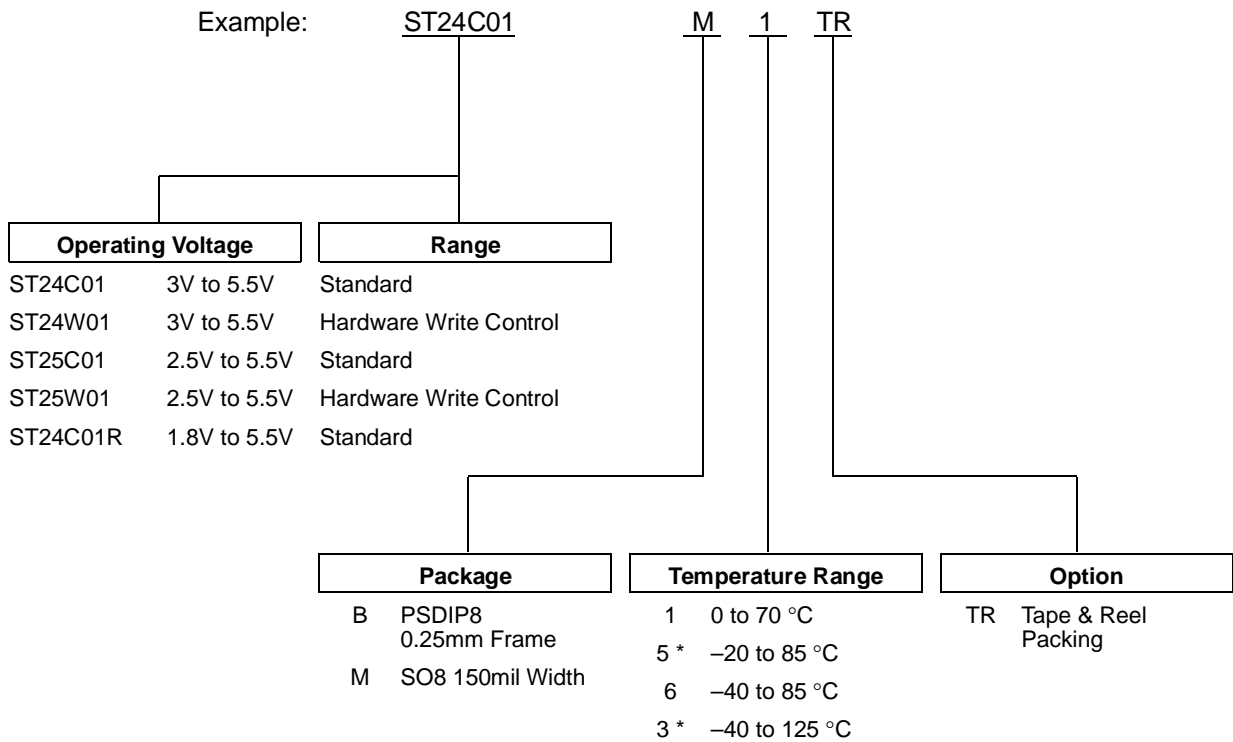 Example: ST24C01 M 1 TR
Operating Voltage Range
ST24C01 3V to 5.5V Standard
ST24W01 3V to 5.5V Hardware Write Control
ST25C01 2.5V to 5.5V Standard
ST25W01 2.5V to 5.5V Hardware Write Control
ST24C01R 1.8V to 5.5V Standard
Package Temperature Range Option
B PSDIP8 1 0 to 70 °C TR Tape & Reel
0.25mm Frame 5 * –20 to 85 °C Packing
M SO8 150mil Width 6 –40 to 85 °C
3 * –40 to 125 °C